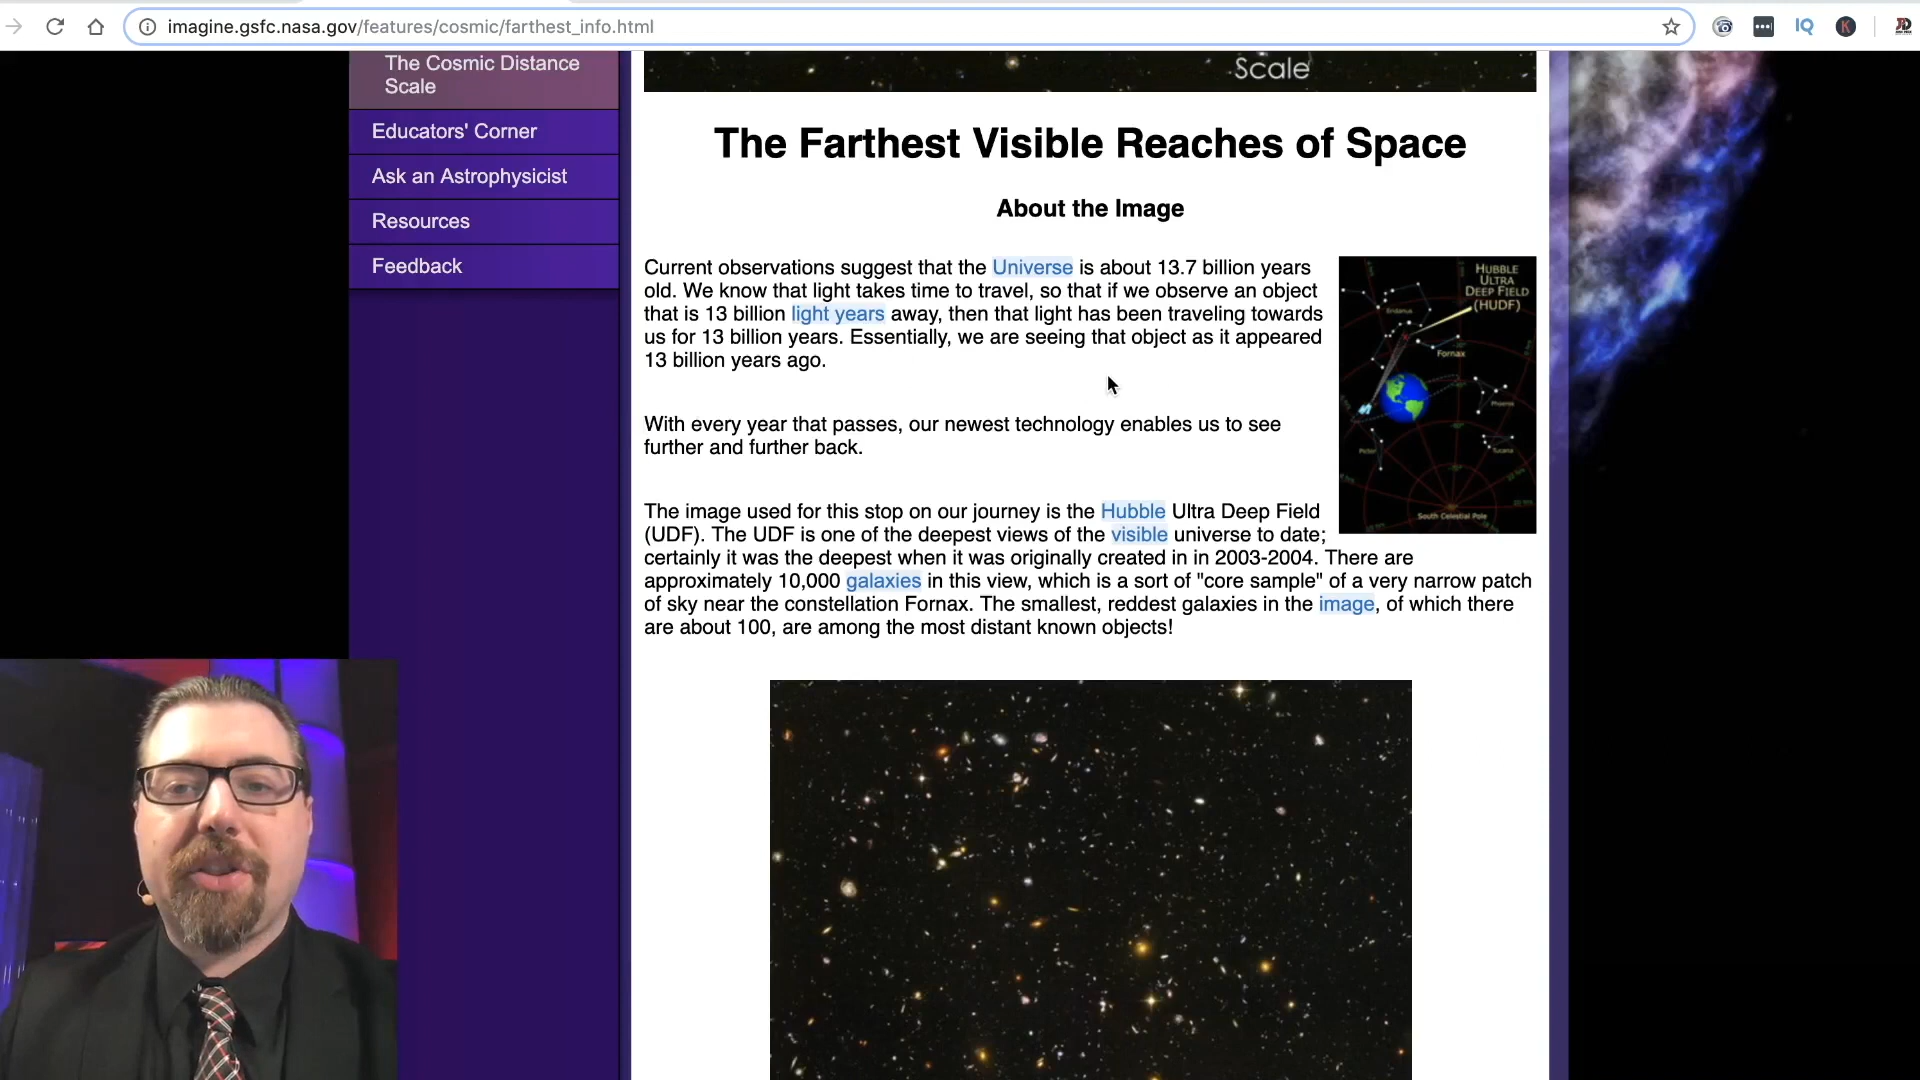 imagine.gsfc.nasa.gov/features/cosmic/farthest_info.html
IQ
K
The Cosmic Distance
Scale
Educators' Corner
Ask an Astrophysicist
Resources
Feedback
Scale
The Farthest Visible Reaches of Space
About the Image
Current observations suggest that the Universe is about 13.7 billion years
old. We know that light takes time to travel, so that if we observe an object
that is 13 billion light years away, then that light has been traveling towards
us for 13 billion years. Essentially, we are seeing that object as it appeared
13 billion years ago.
HUBBLE
ULTRA
DEEP FIELD
(HUDF)
Eridanus
Fornax
Phoenix
Pictor
Tucana
South Celestial Pole
With every year that passes, our newest technology enables us to see
further and further back.
The image used for this stop on our journey is the Hubble Ultra Deep Field
(UDF). The UDF is one of the deepest views of the visible universe to date;
certainly it was the deepest when it was originally created in in 2003-2004. There are
approximately 10,000 galaxies in this view, which is a sort of "core sample" of a very narrow patch
of sky near the constellation Fornax. The smallest, reddest galaxies in the image, of which there
are about 100, are among the most distant known objects!